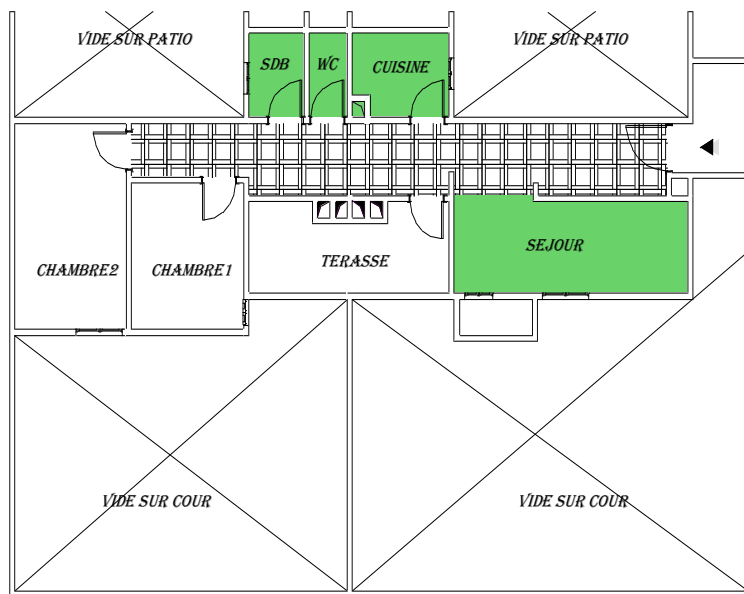 VIDE SUR PATIO
VIDE SUR PATIO
SDB
WC
CUISINE
CHAMBRE2
CHAMBRE1
TERASSE
SEJOUR
VIDE SUR COUR
VIDE SUR COUR